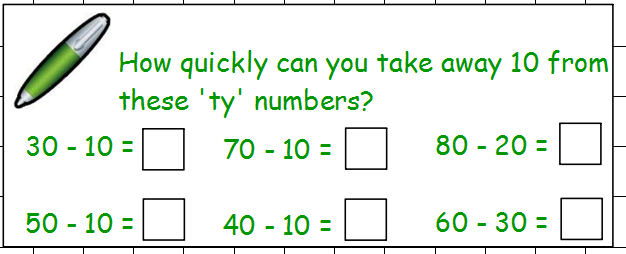 How quickly can you take away 10 from
these 'ty' numbers?
30 - 10 =
70 - 10 =
80 - 20 =
50 - 10 =
40 - 10 =
60 - 30 =